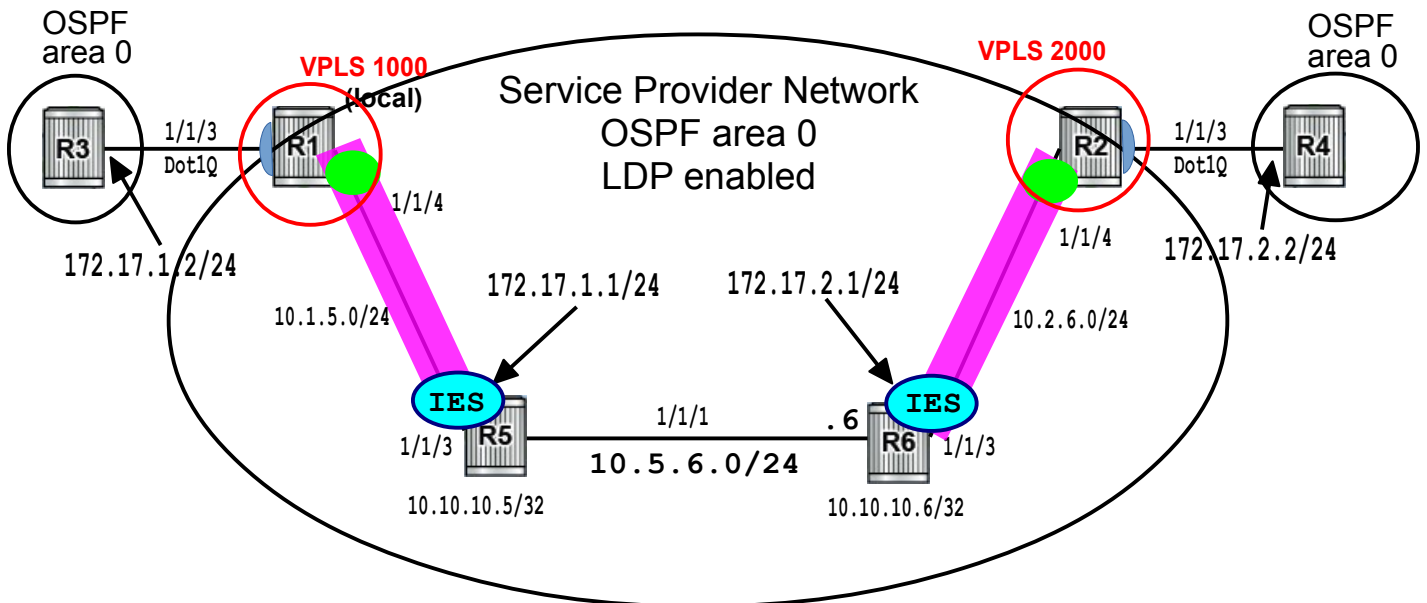 OSPF
area 0
VPLS 1000
(local)
Service Provider Network
OSPF area 0
LDP enabled
VPLS 2000
OSPF
area 0
R3
1/1/3
Dot1Q
R1
1/1/4
R2
1/1/3
Dot1Q
R4
1/1/4
172.17.1.2/24
172.17.2.2/24
172.17.1.1/24
172.17.2.1/24
10.1.5.0/24
10.2.6.0/24
IES
IES
1/1/3
R5
1/1/1
.6
R6
1/1/3
10.5.6.0/24
10.10.10.5/32
10.10.10.6/32